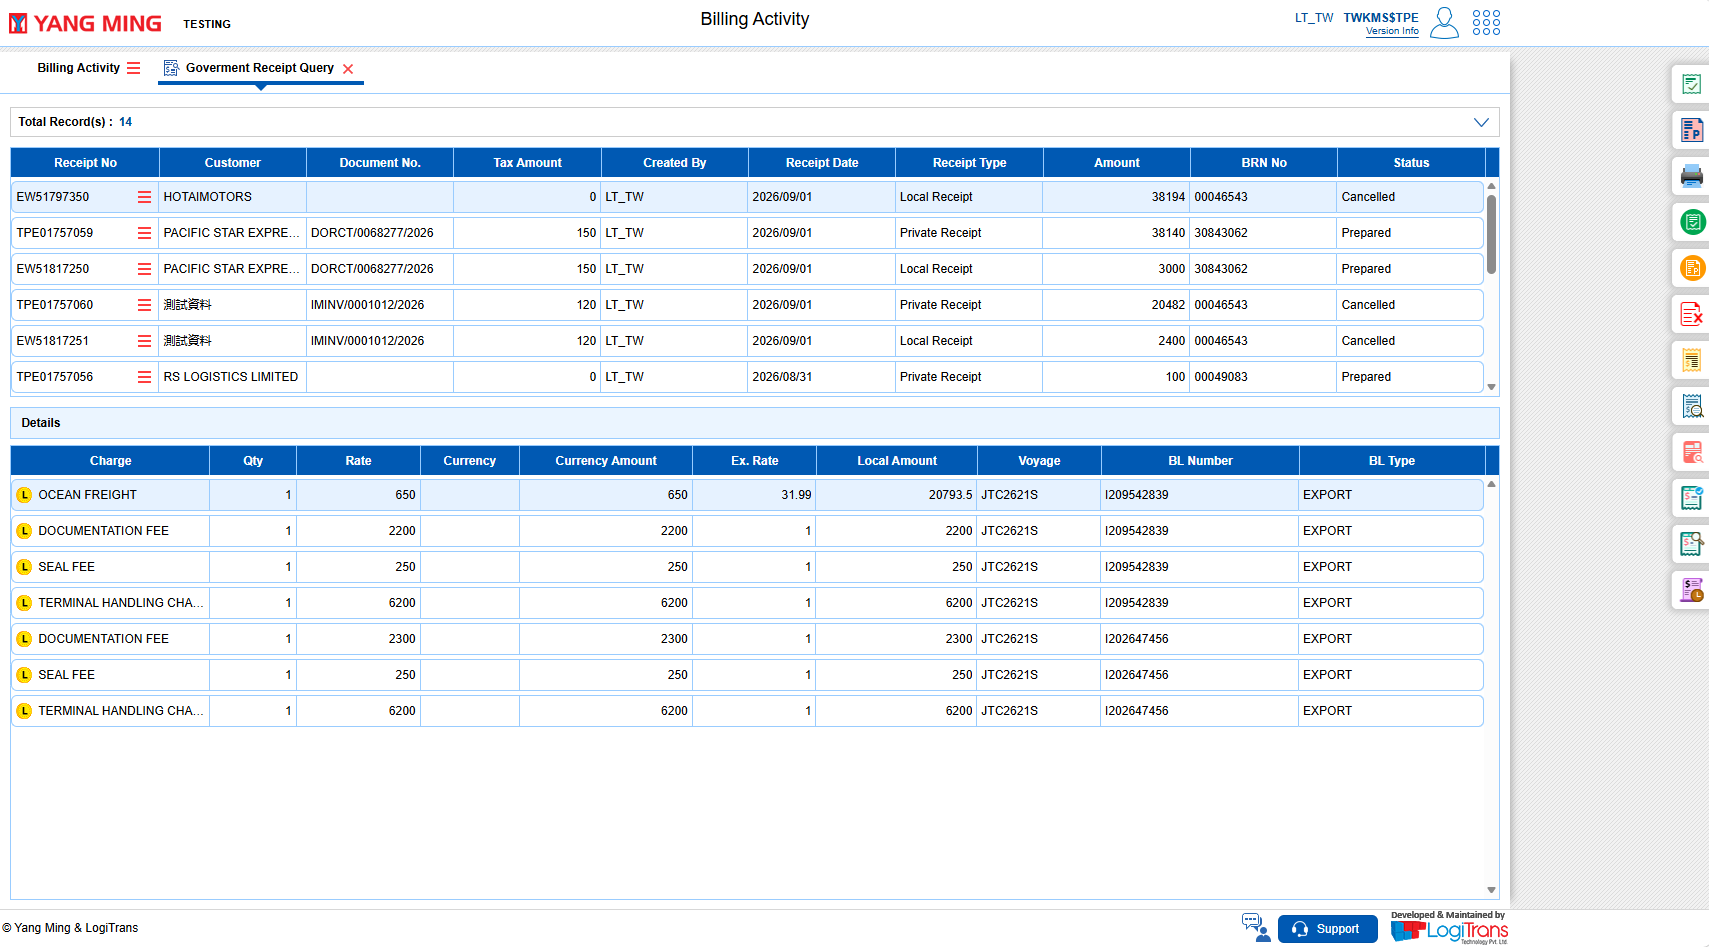 YANG MING TESTING Billing Activity LT_TW TWKMS$TPE
Version Info
Billing Activity Goverment Receipt Query
Total Record(s) : 14
Receipt No Customer Document No. Tax Amount Created By Receipt Date Receipt Type Amount BRN No Status
EW51797350 HOTAIMOTORS 0 LT_TW 2026/09/01 Local Receipt 38194 00046543 Cancelled
TPE01757059 PACIFIC STAR EXPRE... DORCT/0068277/2026 150 LT_TW 2026/09/01 Private Receipt 38140 30843062 Prepared
EW51817250 PACIFIC STAR EXPRE... DORCT/0068277/2026 150 LT_TW 2026/09/01 Local Receipt 3000 30843062 Prepared
TPE01757060 測試資料 IMINV/0001012/2026 120 LT_TW 2026/09/01 Private Receipt 20482 00046543 Cancelled
EW51817251 測試資料 IMINV/0001012/2026 120 LT_TW 2026/09/01 Local Receipt 2400 00046543 Cancelled
TPE01757056 RS LOGISTICS LIMITED 0 LT_TW 2026/08/31 Private Receipt 100 00049083 Prepared
Details
Charge Qty Rate Currency Currency Amount Ex. Rate Local Amount Voyage BL Number BL Type
L OCEAN FREIGHT 1 650 650 31.99 20793.5 JTC2621S I209542839 EXPORT
L DOCUMENTATION FEE 1 2200 2200 1 2200 JTC2621S I209542839 EXPORT
L SEAL FEE 1 250 250 1 250 JTC2621S I209542839 EXPORT
L TERMINAL HANDLING CHA... 1 6200 6200 1 6200 JTC2621S I209542839 EXPORT
L DOCUMENTATION FEE 1 2300 2300 1 2300 JTC2621S I202647456 EXPORT
L SEAL FEE 1 250 250 1 250 JTC2621S I202647456 EXPORT
L TERMINAL HANDLING CHA... 1 6200 6200 1 6200 JTC2621S I202647456 EXPORT
© Yang Ming & LogiTrans Support Developed & Maintained by
LogiTrans
Technology Pvt. Ltd.